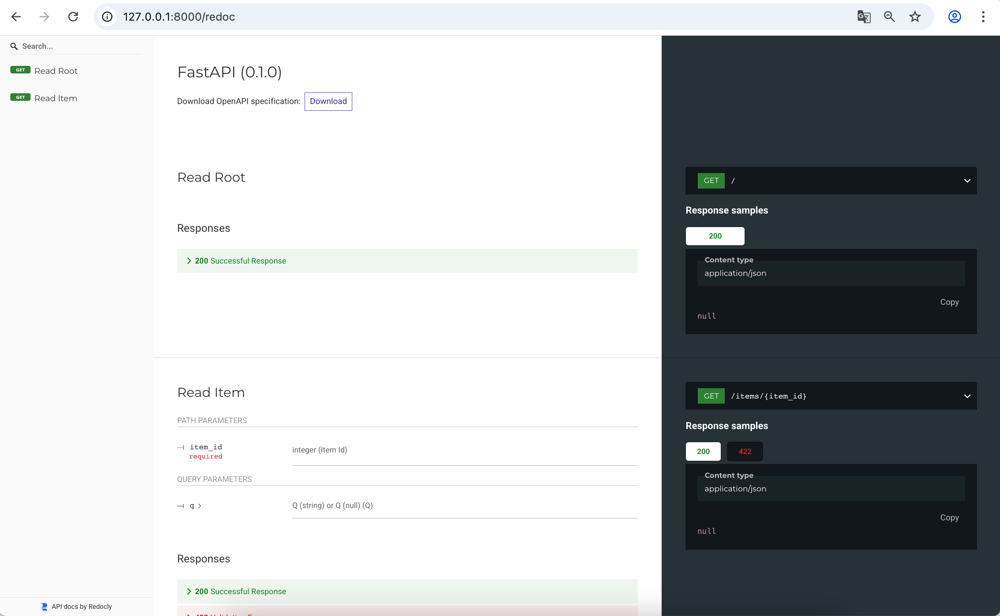 127.0.0.1:8000/redoc
Search...
GET Read Root
GET Read Item
API docs by Redocly
FastAPI (0.1.0)
Download OpenAPI specification: Download
Read Root
Responses
200 Successful Response
GET /
Response samples
200
Content type
application/json
Copy
null
Read Item
PATH PARAMETERS
item_id
required
integer (Item Id)
QUERY PARAMETERS
q
Q (string) or Q (null) (Q)
Responses
200 Successful Response
GET /items/{item_id}
Response samples
200 422
Content type
application/json
Copy
null